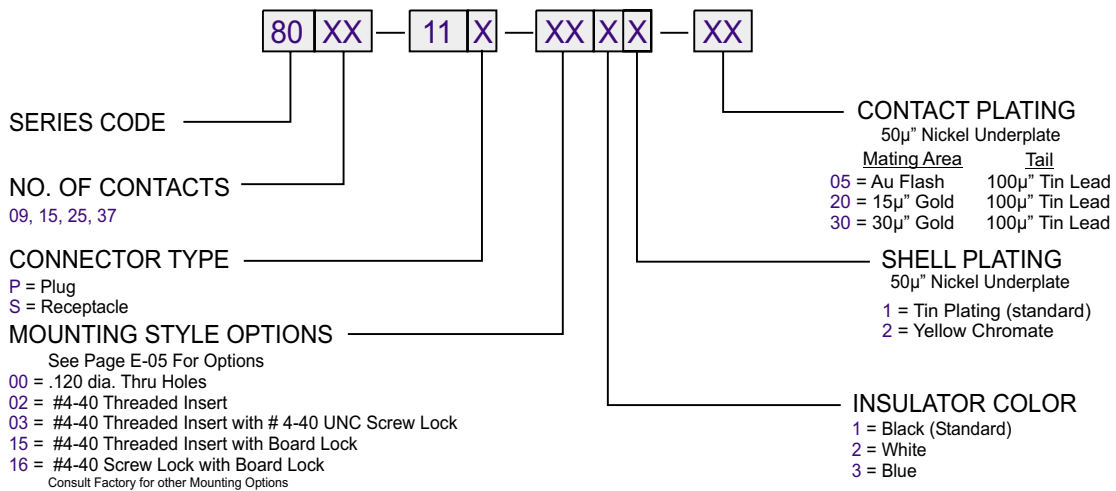 80 XX — 11 X — XX X X — XX
SERIES CODE
NO. OF CONTACTS
09, 15, 25, 37
CONNECTOR TYPE
P = Plug
S = Receptacle
MOUNTING STYLE OPTIONS
See Page E-05 For Options
00 = .120 dia. Thru Holes
02 = #4-40 Threaded Insert
03 = #4-40 Threaded Insert with # 4-40 UNC Screw Lock
15 = #4-40 Threaded Insert with Board Lock
16 = #4-40 Screw Lock with Board Lock
Consult Factory for other Mounting Options
CONTACT PLATING
50µ" Nickel Underplate
Mating Area Tail
05 = Au Flash 100µ" Tin Lead
20 = 15µ" Gold 100µ" Tin Lead
30 = 30µ" Gold 100µ" Tin Lead
SHELL PLATING
50µ" Nickel Underplate
1 = Tin Plating (standard)
2 = Yellow Chromate
INSULATOR COLOR
1 = Black (Standard)
2 = White
3 = Blue